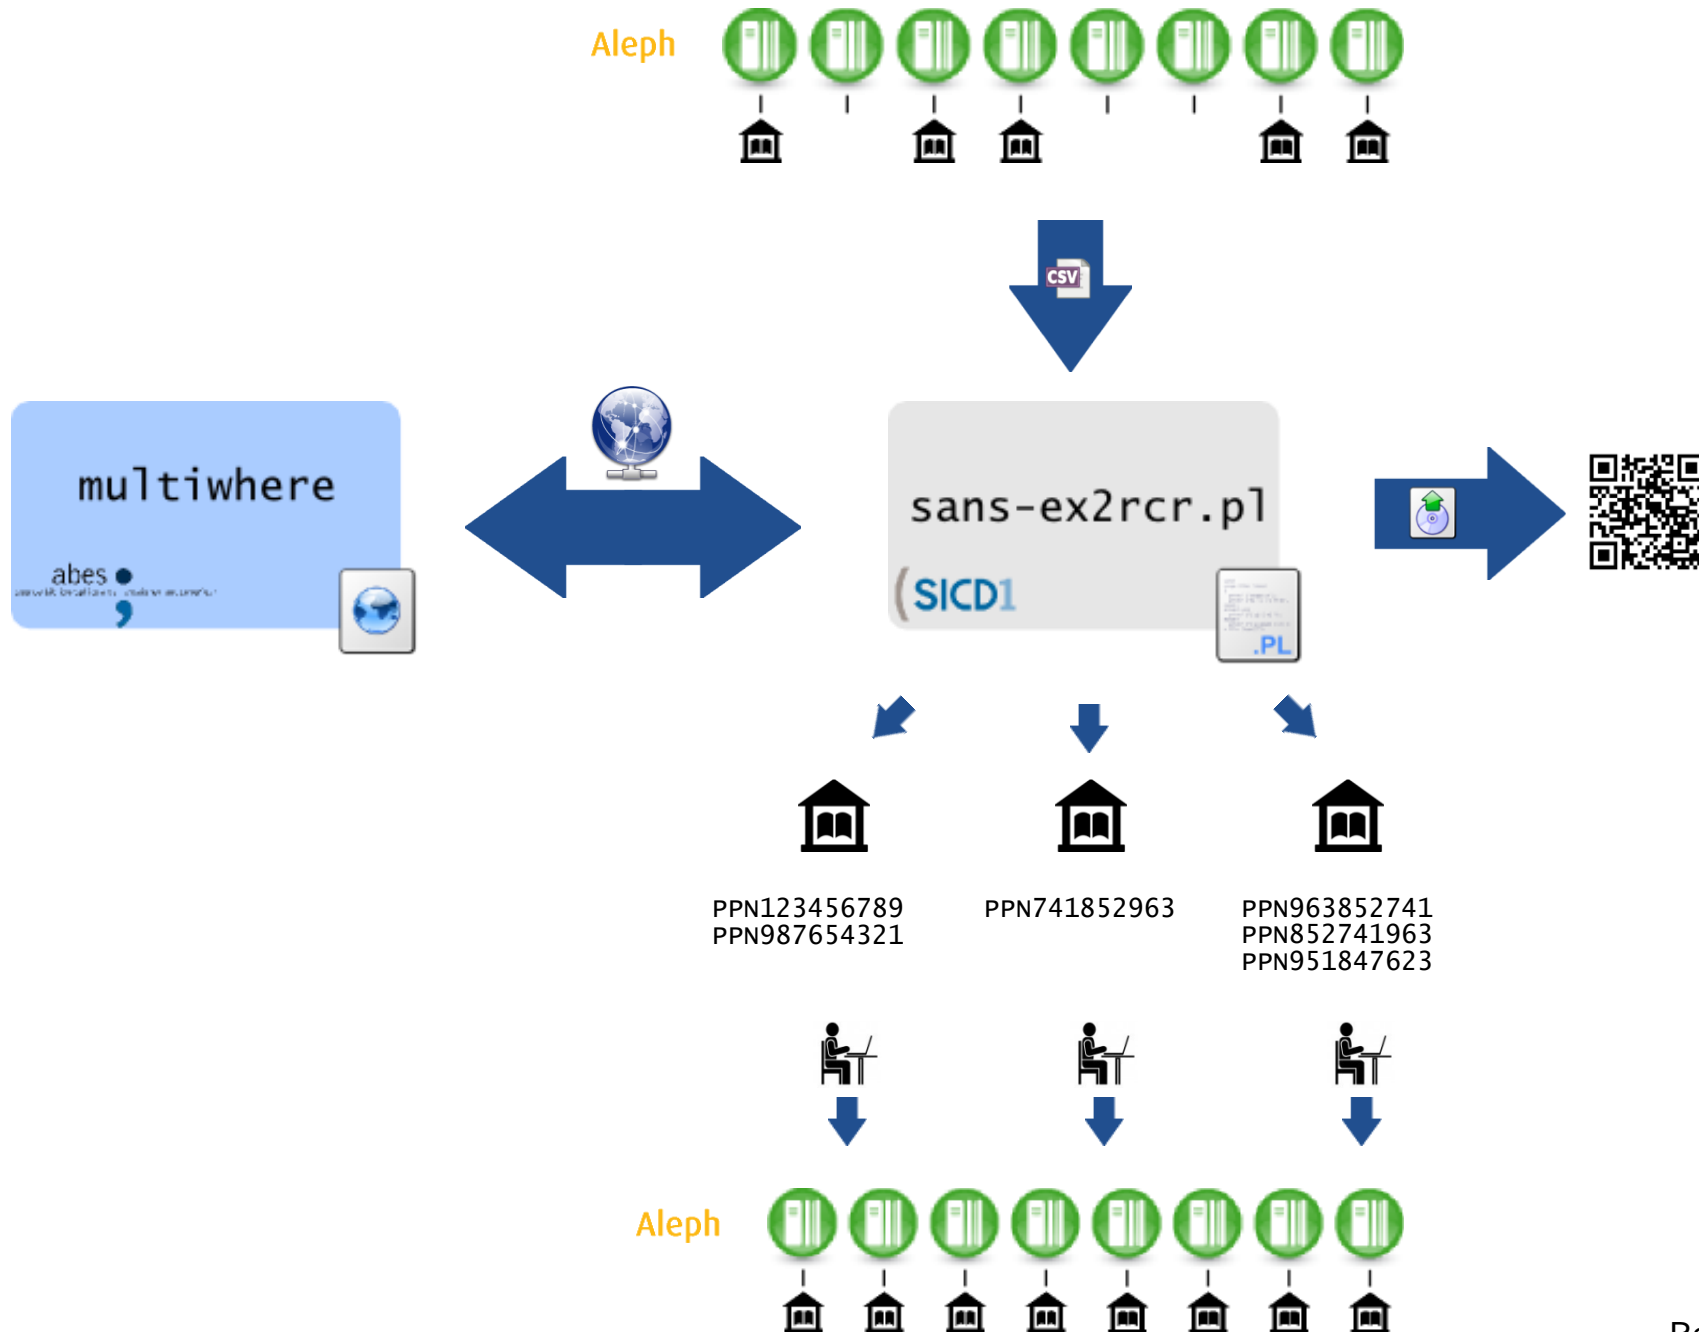 Aleph
CSV
multiwhere
abes
sans-ex2rcr.pl
(SICD1
.PL
PPN123456789
PPN987654321
PPN741852963
PPN963852741
PPN852741963
PPN951847623
Aleph